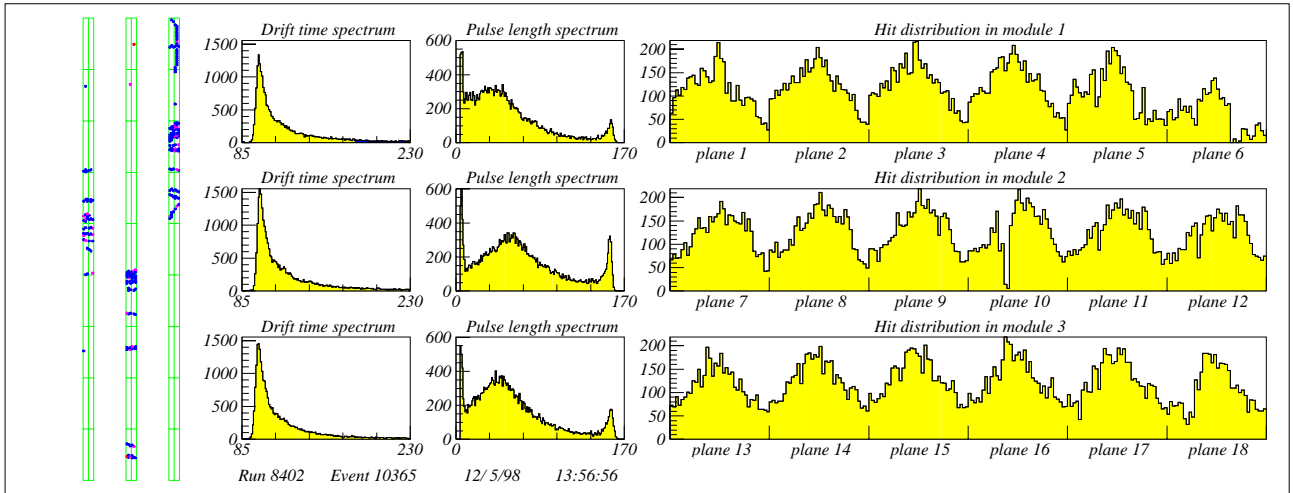 Drift time spectrum
Pulse length spectrum
Hit distribution in module 1
1500
1000
500
0
85
230
600
400
200
0
0
170
200
150
100
50
0
plane 1
plane 2
plane 3
plane 4
plane 5
plane 6
Drift time spectrum
Pulse length spectrum
Hit distribution in module 2
1500
1000
500
0
85
230
600
400
200
0
0
170
200
150
100
50
0
plane 7
plane 8
plane 9
plane 10
plane 11
plane 12
Drift time spectrum
Pulse length spectrum
Hit distribution in module 3
1500
1000
500
0
85
230
600
400
200
0
0
170
200
150
100
50
0
plane 13
plane 14
plane 15
plane 16
plane 17
plane 18
Run 8402 Event 10365 12/ 5/98 13:56:56